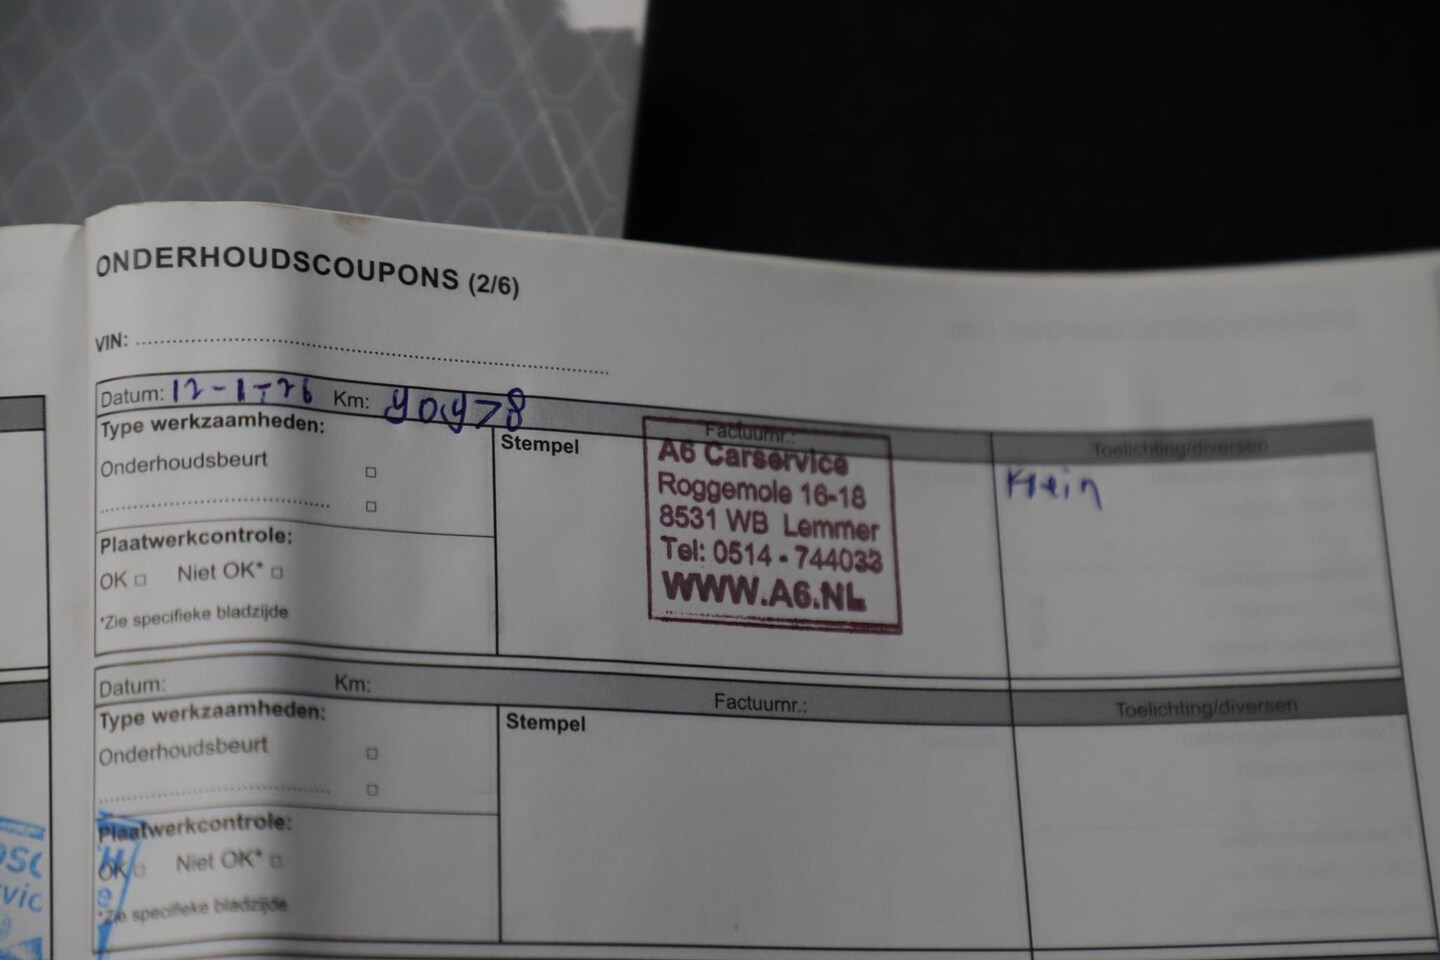 ONDERHOUDSCOUPONS (2/6)
VIN:
Datum: 12-1-26 Km: 90978
Factuurnr.:
Toelichting/diversen
Type werkzaamheden:
Onderhoudsbeurt
Plaatwerkcontrole:
OK Niet OK*
*Zie specifieke bladzijde
Stempel
A6 Carservice
Roggemole 16-18
8531 WB Lemmer
Tel: 0514 - 744033
WWW.A6.NL
Klein
Datum: Km:
Factuurnr.:
Toelichting/diversen
Type werkzaamheden:
Onderhoudsbeurt
Plaatwerkcontrole:
OK Niet OK*
*Zie specifieke bladzijde
Stempel